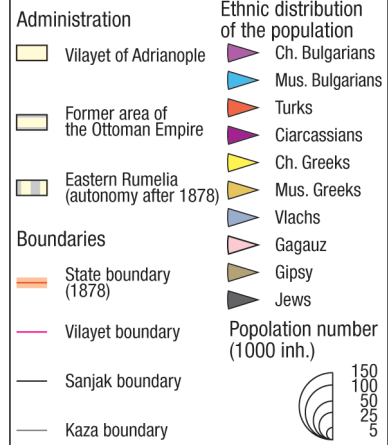 Administration
Vilayet of Adrianople
Former area of
the Ottoman Empire
Eastern Rumelia
(autonomy after 1878)
Boundaries
State boundary
(1878)
Vilayet boundary
Sanjak boundary
Kaza boundary
Ethnic distribution
of the population
Ch. Bulgarians
Mus. Bulgarians
Turks
Ciarcassians
Ch. Greeks
Mus. Greeks
Vlachs
Gagauz
Gipsy
Jews
Popolation number
(1000 inh.)
150
100
50
25
5